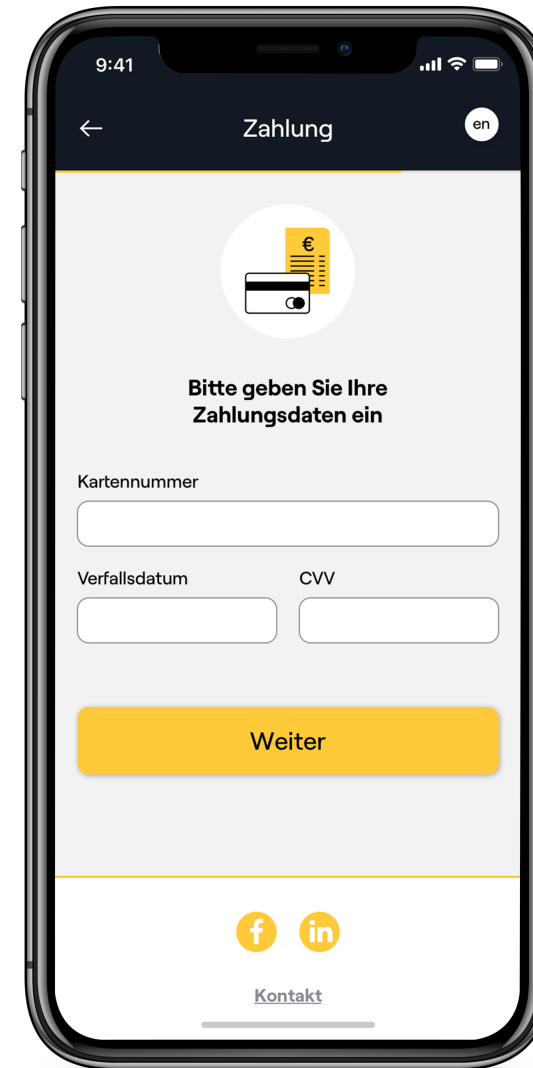 9:41
Zahlung
en
€
Bitte geben Sie Ihre
Zahlungsdaten ein
Kartennummer
Verfallsdatum CVV
Weiter
f in
Kontakt